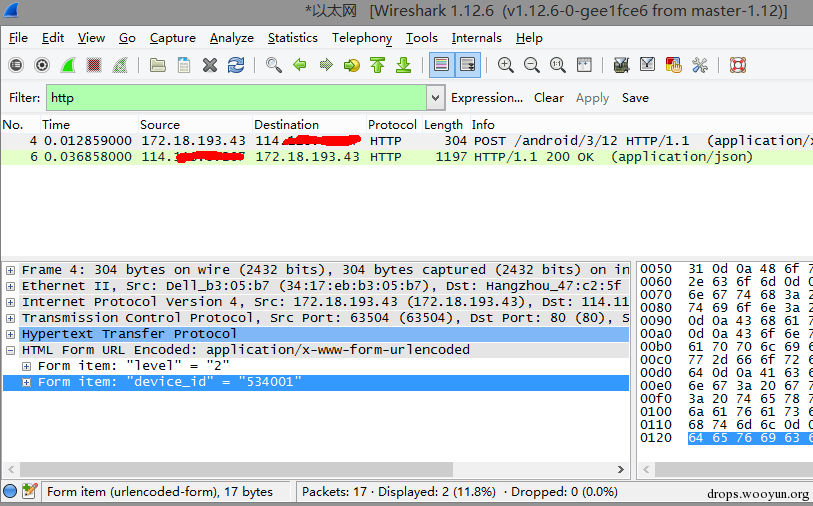 *以太网 [Wireshark 1.12.6 (v1.12.6-0-gee1fce6 from master-1.12)]
File Edit View Go Capture Analyze Statistics Telephony Tools Internals Help
Filter: http Expression... Clear Apply Save
No. Time Source Destination Protocol Length Info
4 0.012859000 172.18.193.43 114. HTTP 304 POST /android/3/12 HTTP/1.1 (application/x
6 0.036858000 114. 172.18.193.43 HTTP 1197 HTTP/1.1 200 OK (application/json)
Frame 4: 304 bytes on wire (2432 bits), 304 bytes captured (2432 bits) on in
Ethernet II, Src: Dell_b3:05:b7 (34:17:eb:b3:05:b7), Dst: Hangzhou_47:c2:5f
Internet Protocol Version 4, Src: 172.18.193.43 (172.18.193.43), Dst: 114.11
Transmission Control Protocol, Src Port: 63504 (63504), Dst Port: 80 (80), S
Hypertext Transfer Protocol
HTML Form URL Encoded: application/x-www-form-urlencoded
Form item: "level" = "2"
Form item: "device_id" = "534001"
0050 31 0d 0a 48 6f 7
0060 2e 63 6f 6d 0d 0
0070 6e 67 74 68 3a 2
0080 74 69 6f 6e 3a 2
0090 0d 0a 43 68 61 7
00a0 0d 0a 43 6f 6e 7
00b0 61 70 70 6c 69 6
00c0 77 2d 66 6f 72 6
00d0 64 0d 0a 41 63 6
00e0 6e 67 3a 20 67 7
00f0 3a 20 74 65 78 7
0100 6a 61 76 61 73 6
0110 68 74 6d 6c 0d 0
0120 64 65 76 69 63 6
Form item (urlencoded-form), 17 bytes Packets: 17 · Displayed: 2 (11.8%) · Dropped: 0 (0.0%)
drops.wooyun.org